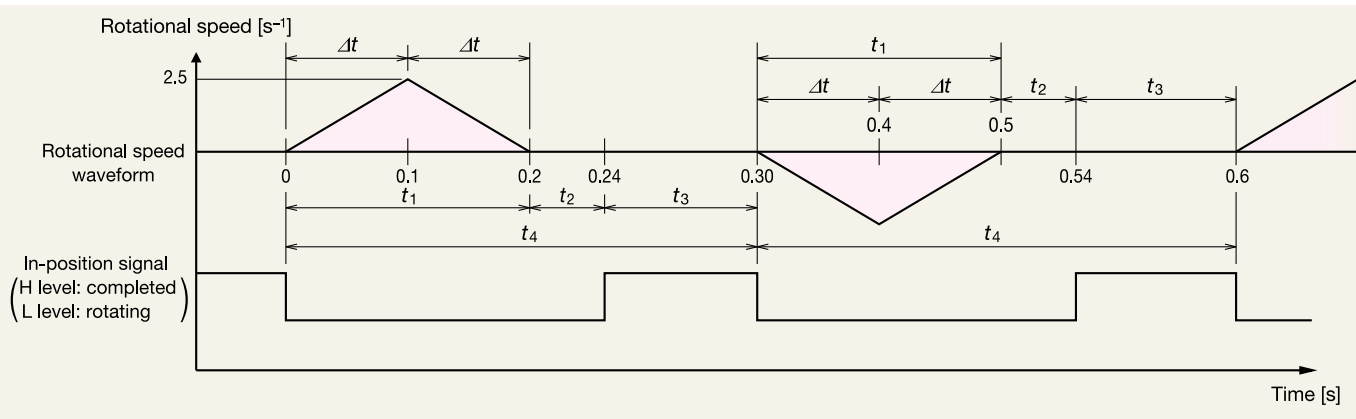 Rotational speed [s⁻¹]
Δt Δt t₁
2.5
Δt Δt t₂ t₃
0.4 0.5
Rotational speed
waveform
0 0.1 0.2 0.24 0.30 0.54 0.6
t₁ t₂ t₃
t₄ t₄
In-position signal
(H level: completed
L level: rotating)
Time [s]